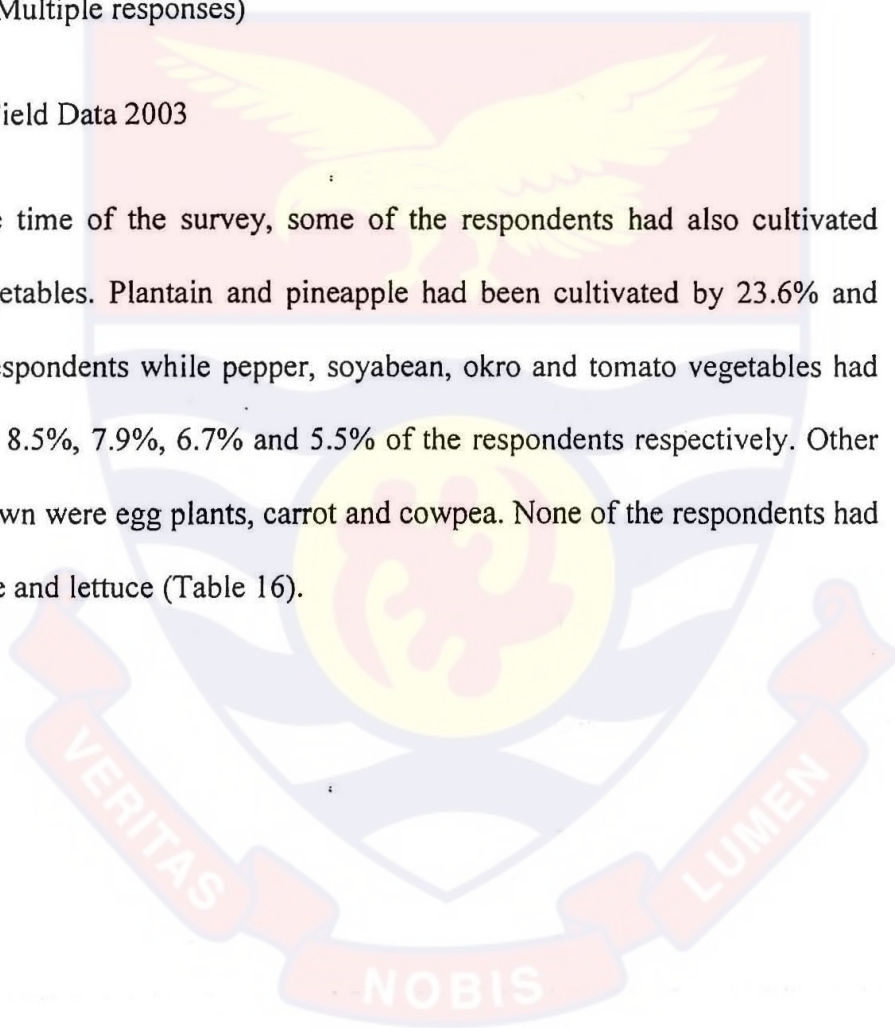 Multiple responses)
ield Data 2003
e time of the survey, some of the respondents had also cultivated
etables. Plantain and pineapple had been cultivated by 23.6% and
espondents while pepper, soyabean, okro and tomato vegetables had
8.5%, 7.9%, 6.7% and 5.5% of the respondents respectively. Other
wn were egg plants, carrot and cowpea. None of the respondents had
e and lettuce (Table 16).
VERITAS
NOBIS
LUMEN